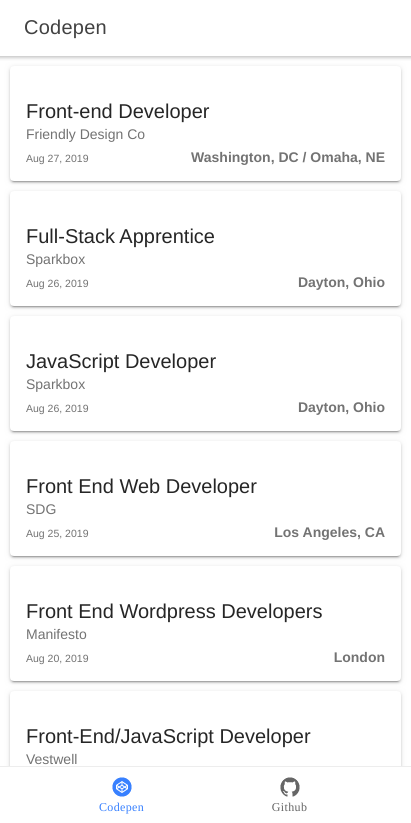 Codepen
Front-end Developer
Friendly Design Co
Aug 27, 2019 Washington, DC / Omaha, NE
Full-Stack Apprentice
Sparkbox
Aug 26, 2019 Dayton, Ohio
JavaScript Developer
Sparkbox
Aug 26, 2019 Dayton, Ohio
Front End Web Developer
SDG
Aug 25, 2019 Los Angeles, CA
Front End Wordpress Developers
Manifesto
Aug 20, 2019 London
Front-End/JavaScript Developer
Vestwell
Codepen Github